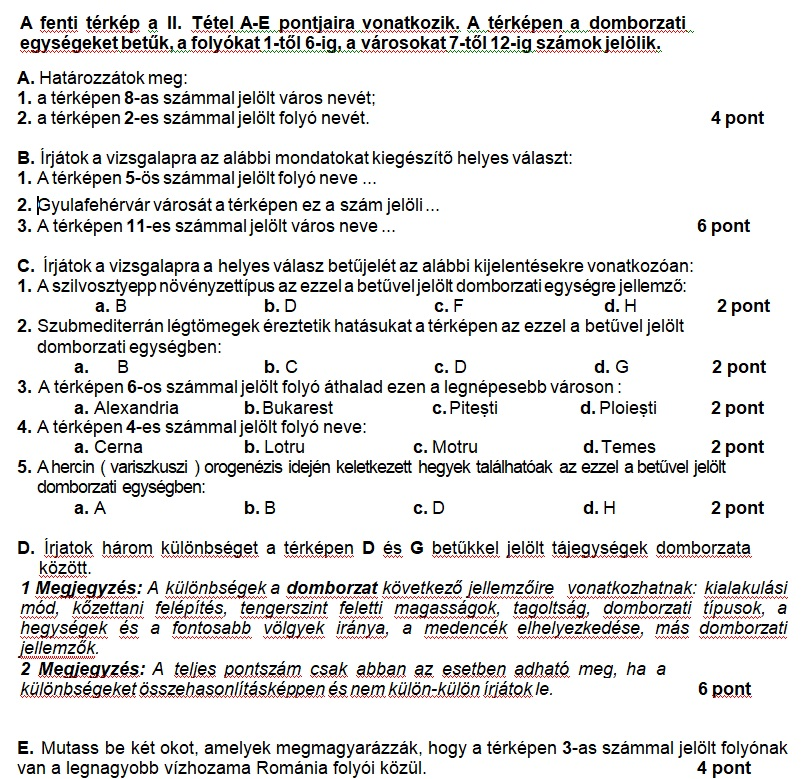 A fenti térkép a II. Tétel A-E pontjaira vonatkozik. A térképen a domborzati
egységeket betűk, a folyókat 1-től 6-ig, a városokat 7-től 12-ig számok jelölik.
A. Határozzátok meg:
1. a térképen 8-as számmal jelölt város nevét;
2. a térképen 2-es számmal jelölt folyó nevét. 4 pont
B. Írjátok a vizsgalapra az alábbi mondatokat kiegészítő helyes választ:
1. A térképen 5-ös számmal jelölt folyó neve ...
2. Gyulafehérvár városát a térképen ez a szám jelöli ...
3. A térképen 11-es számmal jelölt város neve ... 6 pont
C. Írjátok a vizsgalapra a helyes válasz betűjelét az alábbi kijelentésekre vonatkozóan:
1. A szilvosztyepp növényzettípus az ezzel a betűvel jelölt domborzati egységre jellemző:
a. B b. D c. F d. H 2 pont
2. Szubmediterrán légtömegek éreztetik hatásukat a térképen az ezzel a betűvel jelölt
domborzati egységben:
a. B b. C c. D d. G 2 pont
3. A térképen 6-os számmal jelölt folyó áthalad ezen a legnépesebb városon :
a. Alexandria b. Bukarest c. Pitești d. Ploiești 2 pont
4. A térképen 4-es számmal jelölt folyó neve:
a. Cerna b. Lotru c. Motru d. Temes 2 pont
5. A hercin ( variszkuszi ) orogenézis idején keletkezett hegyek találhatóak az ezzel a betűvel jelölt
domborzati egységben:
a. A b. B c. D d. H 2 pont
D. Írjatok három különbséget a térképen D és G betűkkel jelölt tájegységek domborzata
között.
1 Megjegyzés: A különbségek a domborzat következő jellemzőire vonatkozhatnak: kialakulási
mód, kőzettani felépítés, tengerszint feletti magasságok, tagoltság, domborzati típusok, a
hegységek és a fontosabb völgyek iránya, a medencék elhelyezkedése, más domborzati
jellemzők.
2 Megjegyzés: A teljes pontszám csak abban az esetben adható meg, ha a
különbségeket összehasonlításképpen és nem külön-külön írjátok le. 6 pont
E. Mutass be két okot, amelyek megmagyarázzák, hogy a térképen 3-as számmal jelölt folyónak
van a legnagyobb vízhozama Románia folyói közül. 4 pont